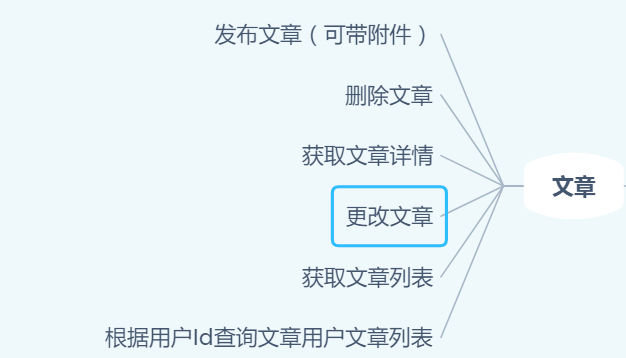 发布文章（可带附件）
删除文章
获取文章详情
更改文章
文章
获取文章列表
根据用户Id查询文章用户文章列表